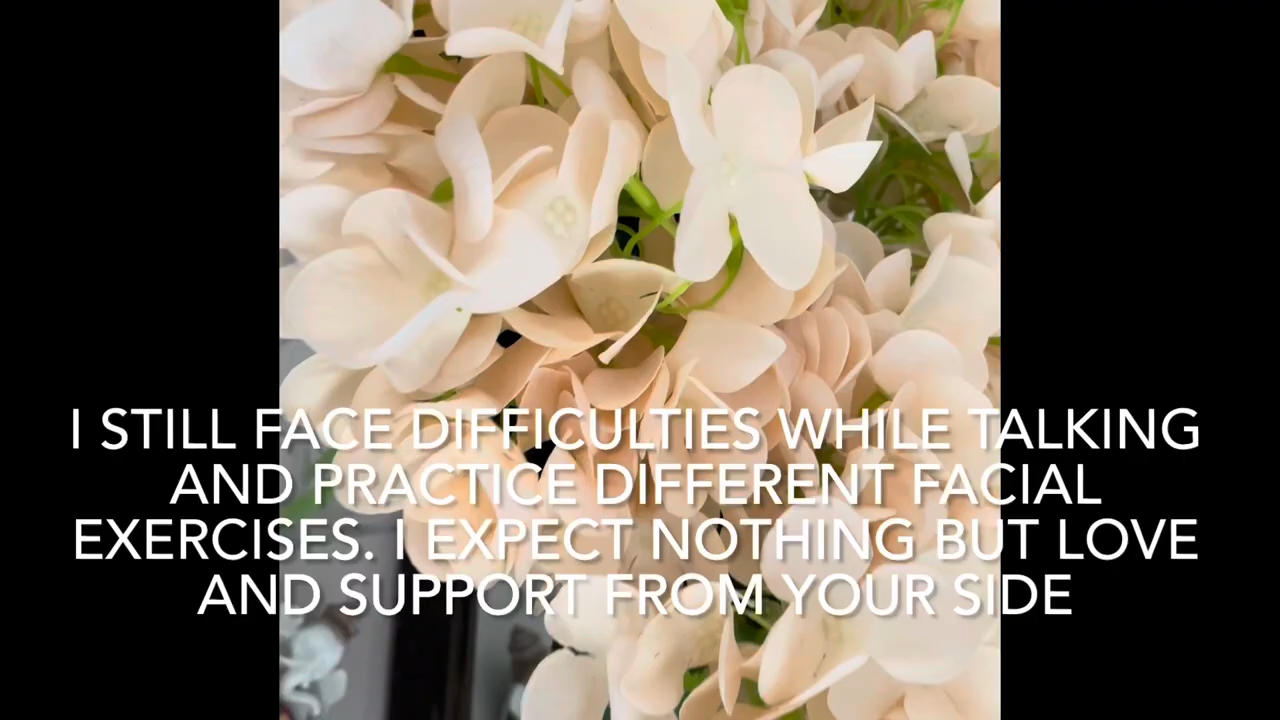 I STILL FACE DIFFICULTIES WHILE TALKING
AND PRACTICE DIFFERENT FACIAL
EXERCISES. I EXPECT NOTHING BUT LOVE
AND SUPPORT FROM YOUR SIDE